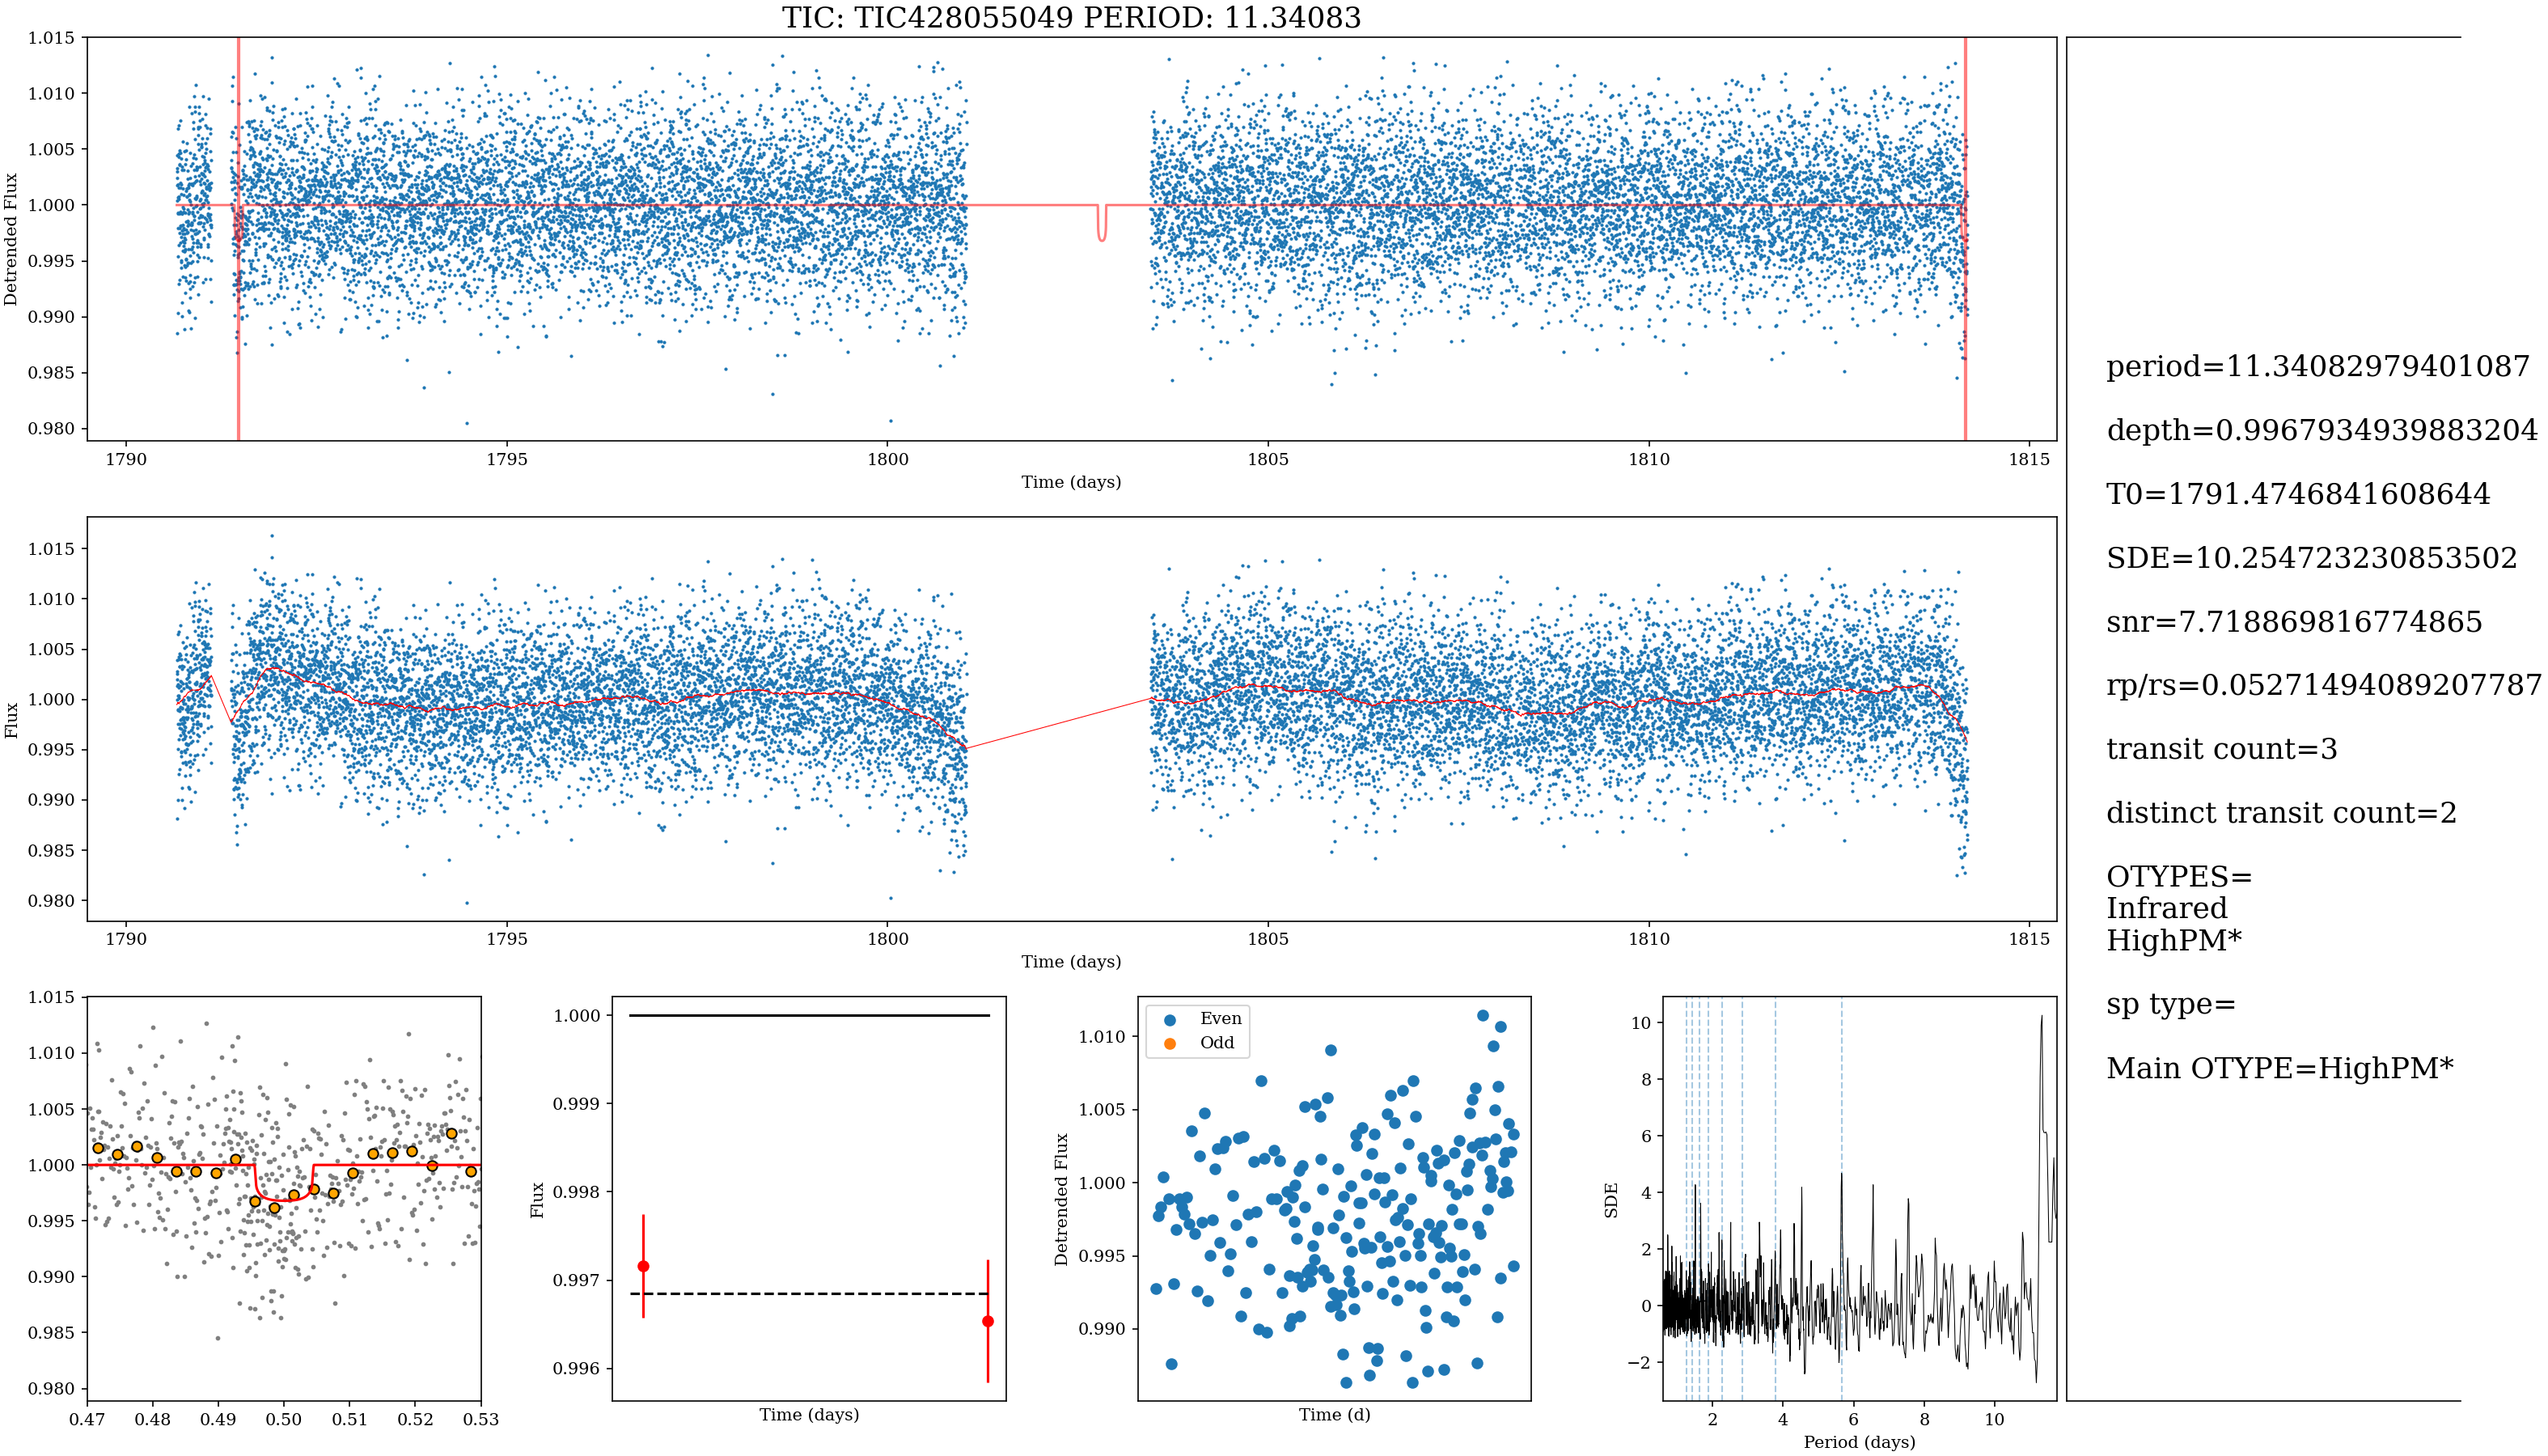 TIC: TIC428055049 PERIOD: 11.34083
1.015
1.010
1.005
1.000
0.995
0.990
0.985
0.980
Detrended Flux
1790
1795
1800
1805
1810
1815
Time (days)
1.015
1.010
1.005
1.000
0.995
0.990
0.985
0.980
Flux
1790
1795
1800
1805
1810
1815
Time (days)
1.015
1.010
1.005
1.000
0.995
0.990
0.985
0.980
0.47
0.48
0.49
0.50
0.51
0.52
0.53
1.000
0.999
0.998
0.997
0.996
Flux
Time (days)
Even
Odd
1.010
1.005
1.000
0.995
0.990
Detrended Flux
Time (d)
10
8
6
4
2
0
−2
SDE
2
4
6
8
10
Period (days)
period=11.34082979401087
depth=0.9967934939883204
T0=1791.4746841608644
SDE=10.254723230853502
snr=7.718869816774865
rp/rs=0.05271494089207787
transit count=3
distinct transit count=2
OTYPES=
Infrared
HighPM*
sp type=
Main OTYPE=HighPM*